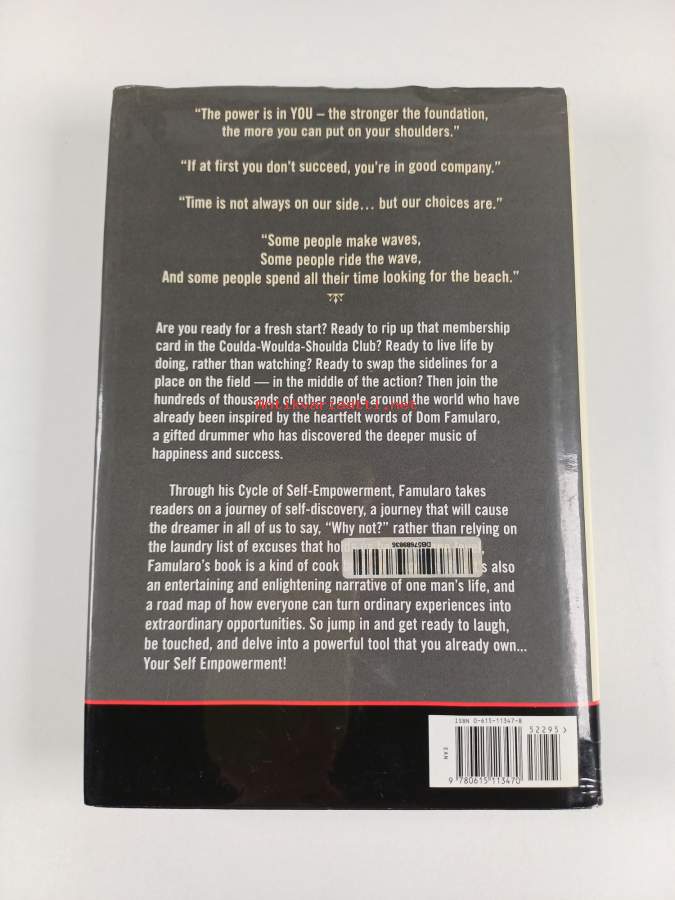 “The power is in YOU – the stronger the foundation,
the more you can put on your shoulders.”
“If at first you don't succeed, you're in good company.”
“Time is not always on our side... but our choices are.”
“Some people make waves,
Some people ride the wave,
And some people spend all their time looking for the beach.”
Are you ready for a fresh start? Ready to rip up that membership
card in the Coulda-Woulda-Shoulda Club? Ready to live life by
doing, rather than watching? Ready to swap the sidelines for a
place on the field — in the middle of the action? Then join the
hundreds of thousands of other people around the world who have
Antikvariaatti.net
already been inspired by the heartfelt words of Dom Famularo,
a gifted drummer who has discovered the deeper music of
happiness and success.
Through his Cycle of Self-Empowerment, Famularo takes
readers on a journey of self-discovery, a journey that will cause
the dreamer in all of us to say, “Why not?” rather than relying on
the laundry list of excuses that
DB57689836
Famularo's book is a kind of cook
also
an entertaining and enlightening narrative of one man's life, and
a road map of how everyone can turn ordinary experiences into
extraordinary opportunities. So jump in and get ready to laugh,
be touched, and delve into a powerful tool that you already own...
Your Self Empowerment!
ISBN 0-615-11347-8
52295
EAN
9 780615 113470